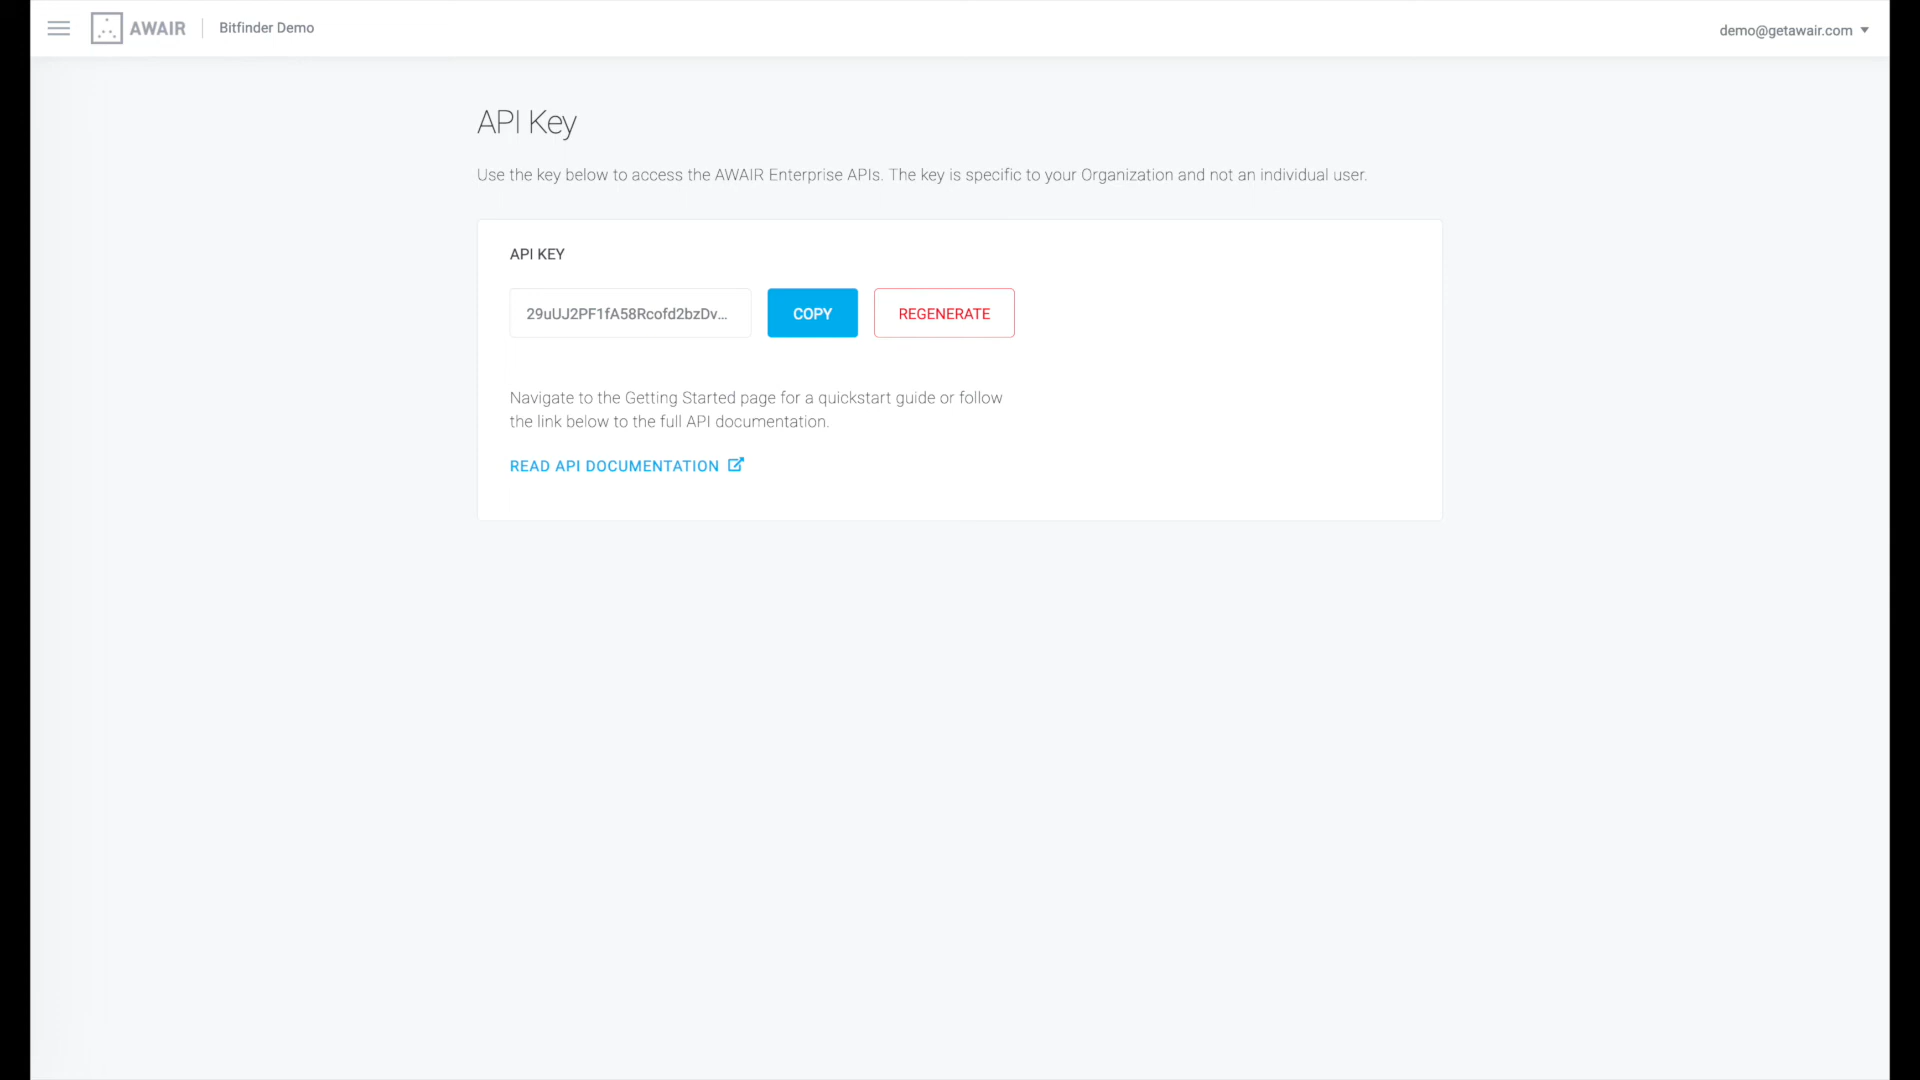 AWAIR
Bitfinder Demo
demo@getawair.com
API Key
Use the key below to access the AWAIR Enterprise APIs. The key is specific to your Organization and not an individual user.
API KEY
29uUJ2PF1fA58Rcofd2bzDv...
COPY
REGENERATE
Navigate to the Getting Started page for a quickstart guide or follow
the link below to the full API documentation.
READ API DOCUMENTATION